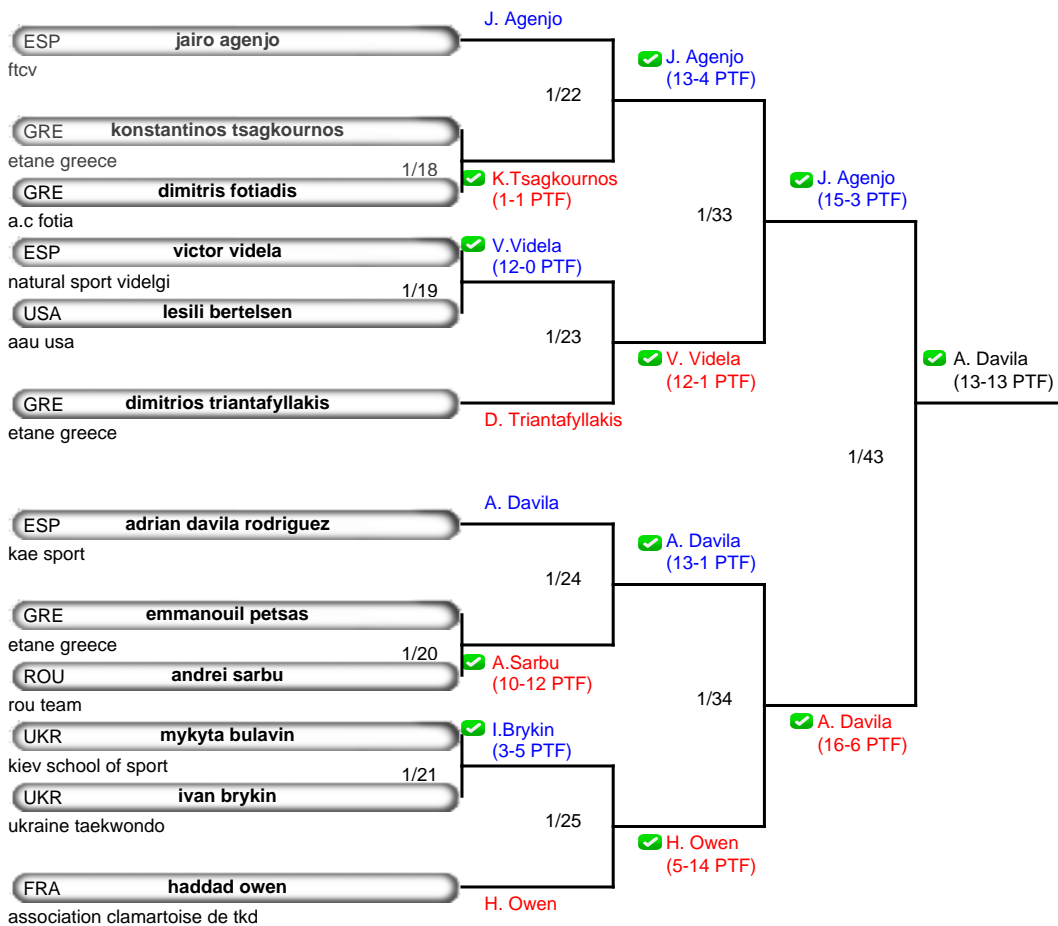 J. Agenjo
ESP jairo agenjo
ftcv
J. Agenjo
(13-4 PTF)
1/22
GRE konstantinos tsagkournos
etane greece
1/18
K.Tsagkournos
(1-1 PTF)
GRE dimitris fotiadis
a.c fotia
J. Agenjo
(15-3 PTF)
1/33
ESP victor videla
V.Videla
(12-0 PTF)
natural sport videlgi
1/19
USA lesili bertelsen
aau usa
1/23
V. Videla
(12-1 PTF)
A. Davila
(13-13 PTF)
GRE dimitrios triantafyllakis
D. Triantafyllakis
etane greece
1/43
A. Davila
ESP adrian davila rodriguez
kae sport
A. Davila
(13-1 PTF)
1/24
GRE emmanouil petsas
etane greece
1/20
A.Sarbu
(10-12 PTF)
ROU andrei sarbu
rou team
1/34
A. Davila
(16-6 PTF)
UKR mykyta bulavin
I.Brykin
(3-5 PTF)
kiev school of sport
1/21
UKR ivan brykin
ukraine taekwondo
1/25
H. Owen
(5-14 PTF)
FRA haddad owen
H. Owen
association clamartoise de tkd